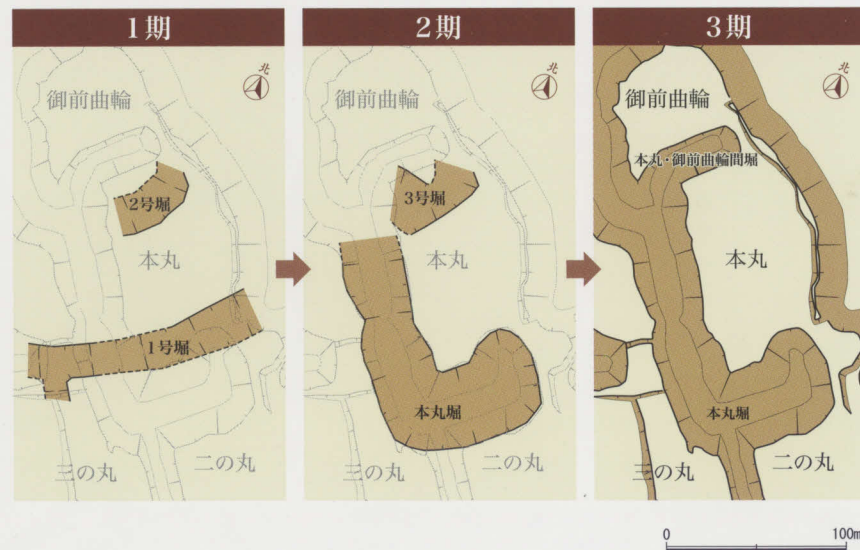 1期
北
御前曲輪
2号堀
本丸
1号堀
三の丸
二の丸
2期
北
御前曲輪
3号堀
本丸
本丸堀
三の丸
二の丸
3期
北
御前曲輪
本丸・御前曲輪間堀
本丸
本丸堀
三の丸
二の丸
0 100m